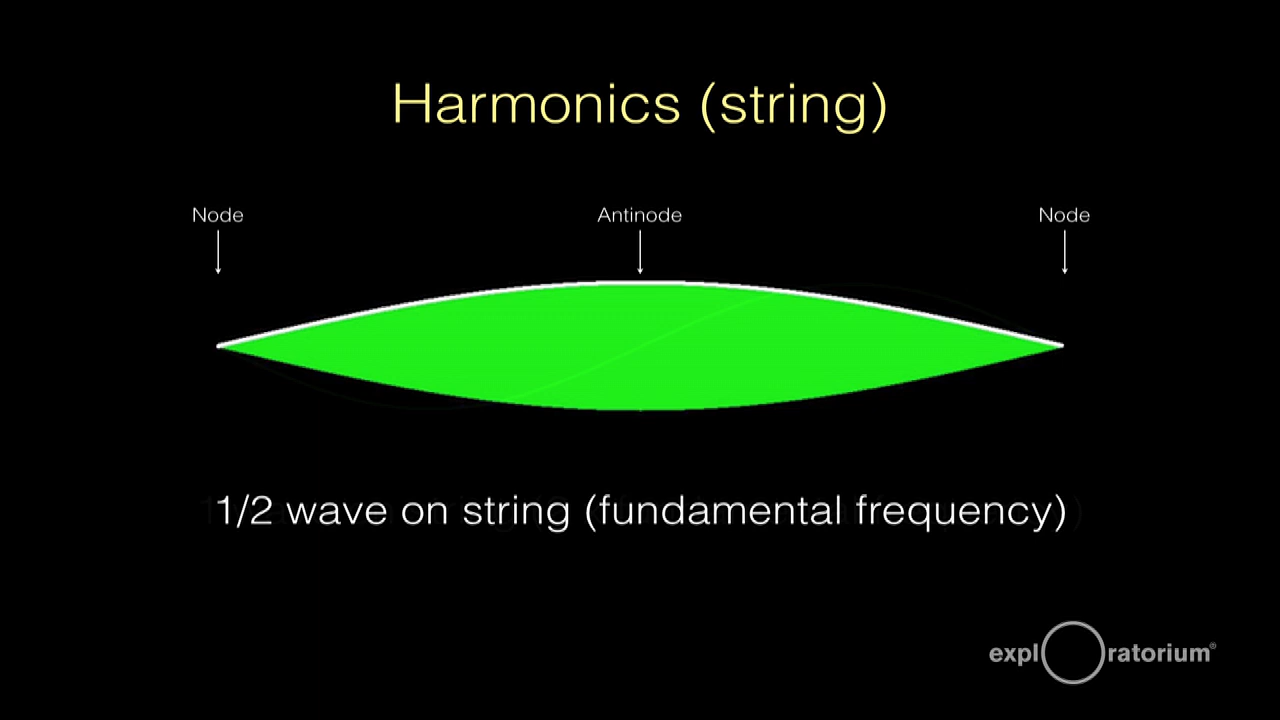 Harmonics (string)
Node Antinode Node
1/2 wave on string (fundamental frequency)
expl ratorium®